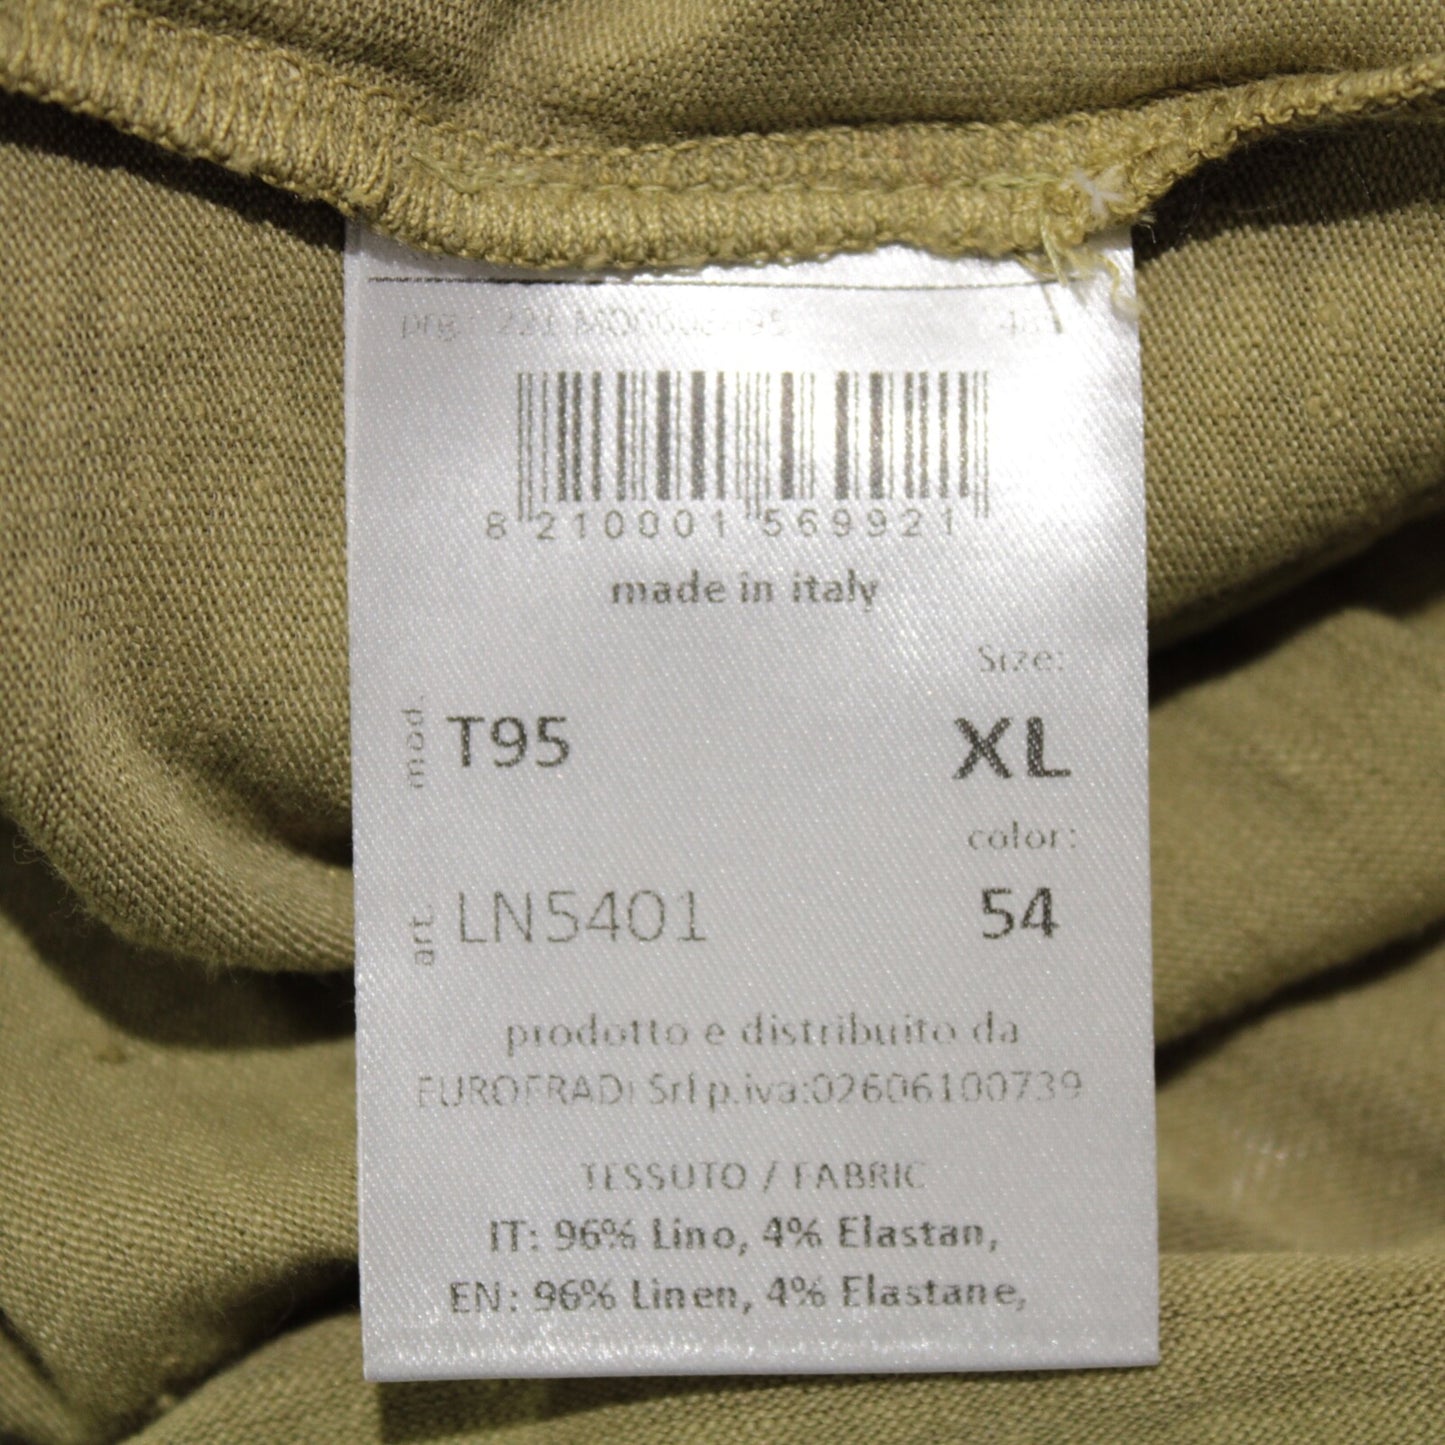 prg.
8 210001 569921
made in italy
Size:
mod. T95 XL
color:
art. LN5401 54
prodotto e distribuito da
EUROFRADI Srl p.iva:02606100739
TESSUTO / FABRIC
IT: 96% Lino, 4% Elastan,
EN: 96% Linen, 4% Elastane,